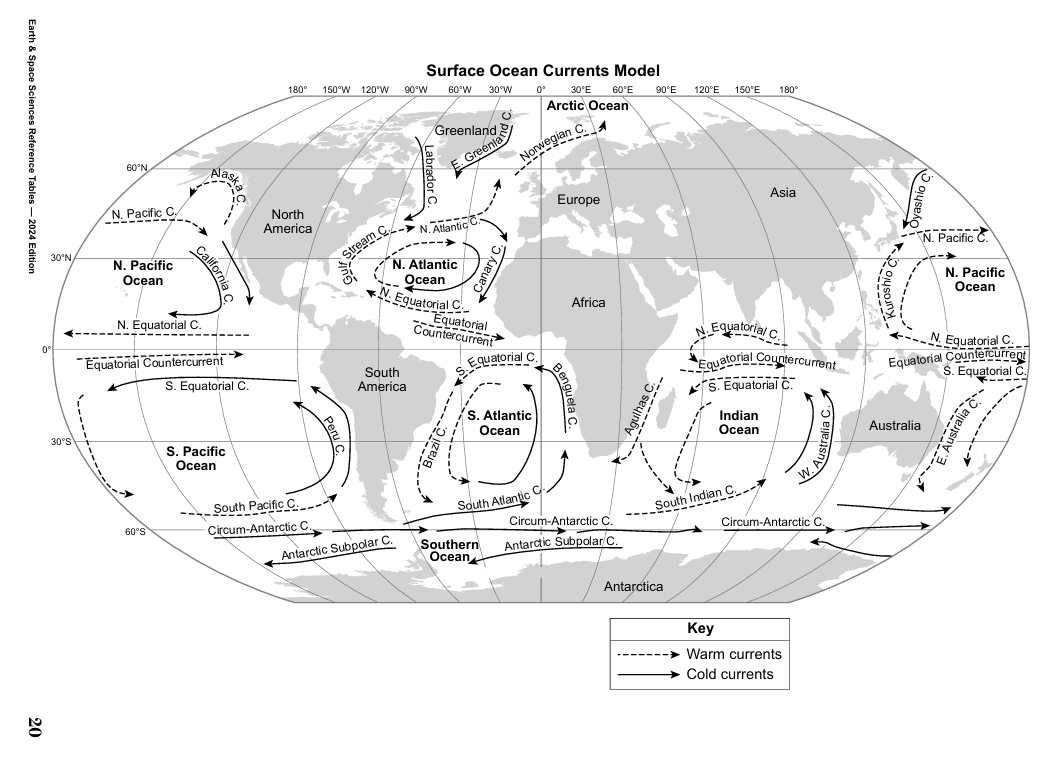 Earth & Space Sciences Reference Tables — 2024 Edition
20
Surface Ocean Currents Model
180° 150°W 120°W 90°W 60°W 30°W 0° 30°E 60°E 90°E 120°E 150°E 180°
Arctic Ocean
Greenland
E. Greenland C.
Norwegian C.
60°N
Alaska C.
Labrador C.
Oyashio C.
Europe
Asia
N. Pacific C.
North
America
N. Atlantic C.
Gulf Stream C.
N. Pacific C.
30°N
N. Pacific
Ocean
California C.
N. Atlantic
Ocean
Canary C.
Kuroshio C.
N. Pacific
Ocean
N. Equatorial C.
Africa
N. Equatorial C.
Equatorial
Countercurrent
N. Equatorial C.
N. Equatorial C.
0°
Equatorial Countercurrent
S. Equatorial C.
Equatorial Countercurrent
Equatorial Countercurrent
S. Equatorial C.
South
America
S. Equatorial C.
S. Equatorial C.
Benguela C.
Agulhas C.
Peru C.
Brazil C.
S. Atlantic
Ocean
Indian
Ocean
W. Australia C.
Australia
E. Australia C.
30°S
S. Pacific
Ocean
South Pacific C.
South Atlantic C.
South Indian C.
60°S
Circum-Antarctic C.
Circum-Antarctic C.
Circum-Antarctic C.
Antarctic Subpolar C.
Southern
Ocean
Antarctic Subpolar C.
Antarctica
Key
Warm currents
Cold currents